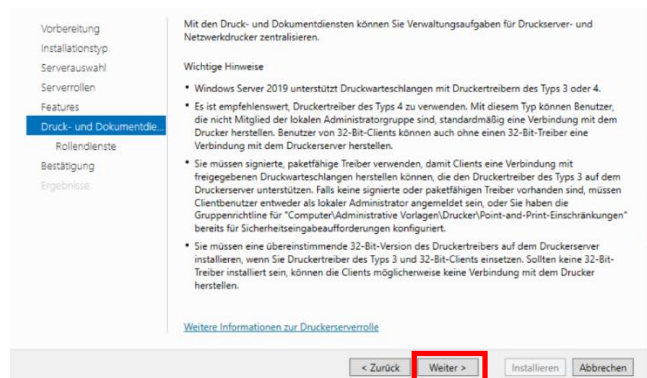 Vorbereitung
Installationstyp
Serverauswahl
Serverrollen
Features
Druck- und Dokumentdie...
Rollendienste
Bestätigung
Ergebnisse
Mit den Druck- und Dokumentdiensten können Sie Verwaltungsaufgaben für Druckserver- und
Netzwerkdrucker zentralisieren.
Wichtige Hinweise
• Windows Server 2019 unterstützt Druckwarteschlangen mit Druckertreibern des Typs 3 oder 4.
• Es ist empfehlenswert, Druckertreiber des Typs 4 zu verwenden. Mit diesem Typ können Benutzer,
die nicht Mitglied der lokalen Administratorgruppe sind, standardmäßig eine Verbindung mit dem
Drucker herstellen. Benutzer von 32-Bit-Clients können auch ohne einen 32-Bit-Treiber eine
Verbindung mit dem Druckerserver herstellen.
• Sie müssen signierte, paketfähige Treiber verwenden, damit Clients eine Verbindung mit
freigegebenen Druckwarteschlangen herstellen können, die den Druckertreiber des Typs 3 auf dem
Druckerserver unterstützen. Falls keine signierte oder paketfähigen Treiber vorhanden sind, müssen
Clientbenutzer entweder als lokaler Administrator angemeldet sein, oder Sie haben die
Gruppenrichtlinie für "Computer\Administrative Vorlagen\Drucker\Point-and-Print-Einschränkungen"
bereits für Sicherheitseingabeaufforderungen konfiguriert.
• Sie müssen eine übereinstimmende 32-Bit-Version des Druckertreibers auf dem Druckerserver
installieren, wenn Sie Druckertreiber des Typs 3 und 32-Bit-Clients einsetzen. Sollten keine 32-Bit-
Treiber installiert sein, können die Clients möglicherweise keine Verbindung mit dem Drucker
herstellen.
Weitere Informationen zur Druckerserverrolle
< Zurück Weiter > Installieren Abbrechen